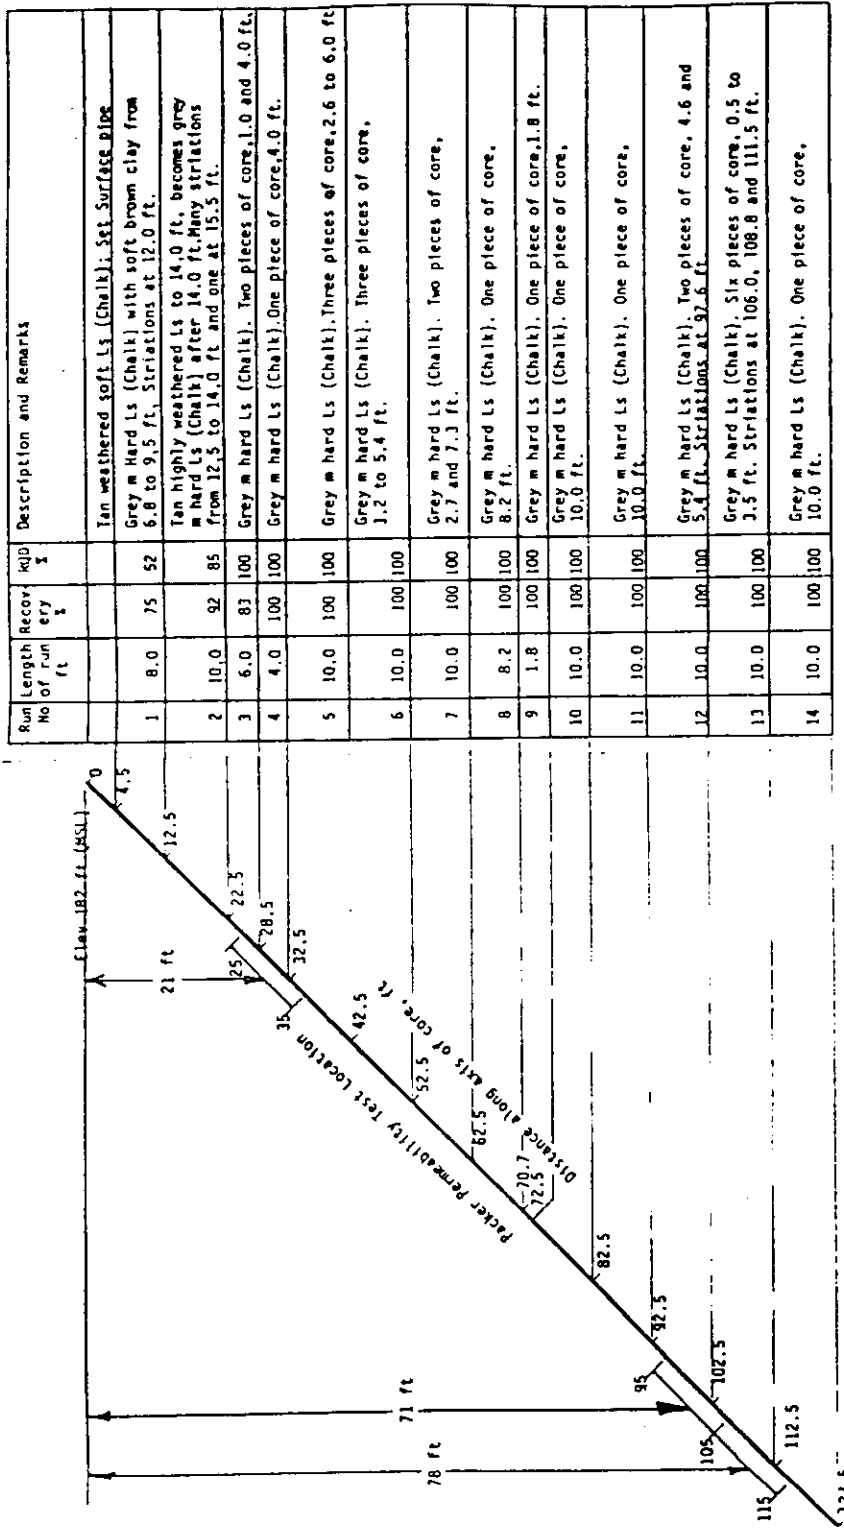 Run No
Length of run ft
Recov- ery %
RQD %
Description and Remarks
Tan weathered soft Ls (Chalk); Set Surface pipe
1 8.0 75 52 Grey m Hard Ls (Chalk) with soft brown clay from
6.8 to 9.5 ft, Striations at 12.0 ft.
2 10.0 92 85 Tan highly weathered Ls to 14.0 ft, becomes grey
m hard Ls (Chalk) after 14.0 ft.Many striations
from 12.5 to 14.0 ft and one at 15.5 ft.
3 6.0 83 100 Grey m hard Ls (Chalk). Two pieces of core,1.0 and 4.0 ft.
4 4.0 100 100 Grey m hard Ls (Chalk).One piece of core,4.0 ft.
5 10.0 100 100 Grey m hard Ls (Chalk).Three pieces of core,2.6 to 6.0 ft
6 10.0 100 100 Grey m hard Ls (Chalk). Three pieces of core,
1.2 to 5.4 ft.
7 10.0 100 100 Grey m hard Ls (Chalk). Two pieces of core,
2.7 and 7.3 ft.
8 8.2 100 100 Grey m hard Ls (Chalk). One piece of core,
8.2 ft.
9 1.8 100 100 Grey m hard Ls (Chalk). One piece of core,1.8 ft.
10 10.0 100 100 Grey m hard Ls (Chalk). One piece of core,
10.0 ft.
11 10.0 100 100 Grey m hard Ls (Chalk). One piece of core,
10.0 ft.
12 10.0 100 100 Grey m hard Ls (Chalk). Two pieces of core, 4.6 and
5.4 ft. Striations at 97.6 ft.
13 10.0 100 100 Grey m hard Ls (Chalk). Six pieces of core, 0.5 to
3.5 ft. Striations at 106.0, 108.8 and 111.5 ft.
14 10.0 100 100 Grey m hard Ls (Chalk). One piece of core,
10.0 ft.
Elev 182 ft (MSL)
0
4.5
12.5
22.5
28.5
32.5
42.5
52.5
62.5
70.7
72.5
82.5
92.5
102.5
112.5
21 ft
25
35
Packer Permeability Test Location
Distance along axis of core, ft
71 ft
78 ft
95
105
115